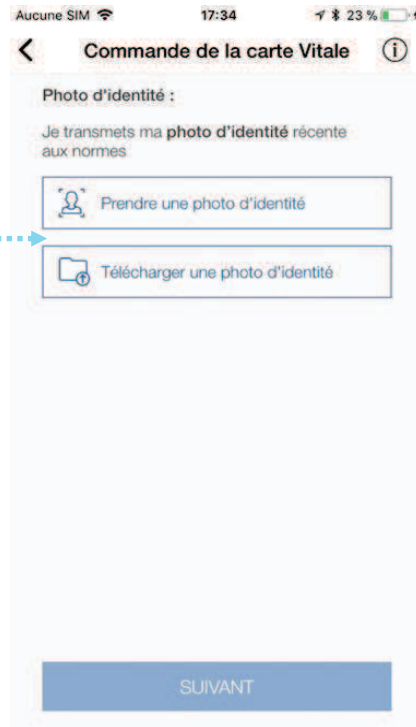 Aucune SIM 17:34 23 %
Commande de la carte Vitale
Photo d'identité :
Je transmets ma photo d'identité récente
aux normes
Prendre une photo d'identité
Télécharger une photo d'identité
SUIVANT